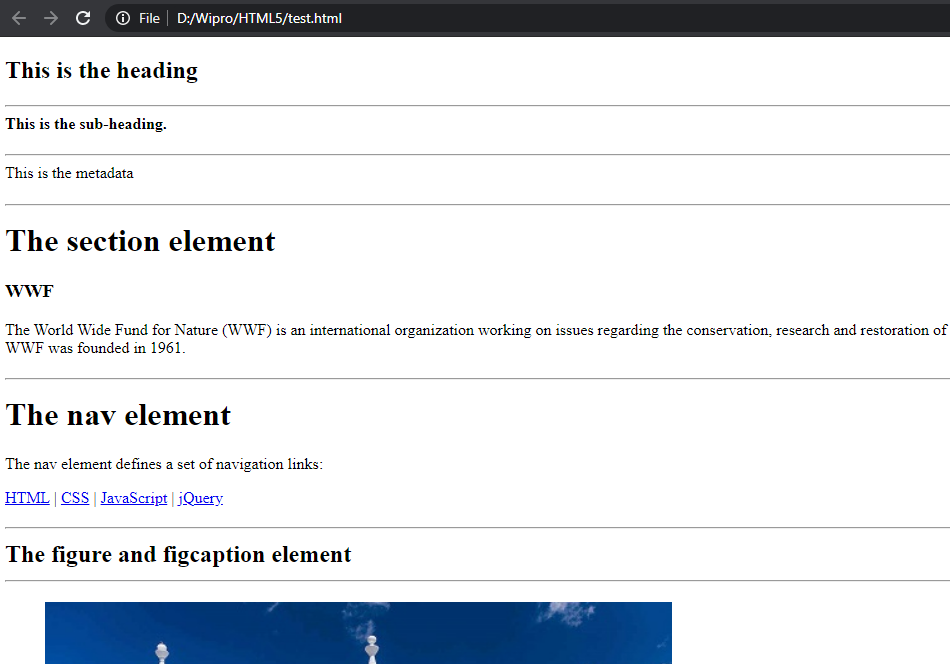 File | D:/Wipro/HTML5/test.html
This is the heading
This is the sub-heading.
This is the metadata
The section element
WWF
The World Wide Fund for Nature (WWF) is an international organization working on issues regarding the conservation, research and restoration of
WWF was founded in 1961.
The nav element
The nav element defines a set of navigation links:
HTML | CSS | JavaScript | jQuery
The figure and figcaption element